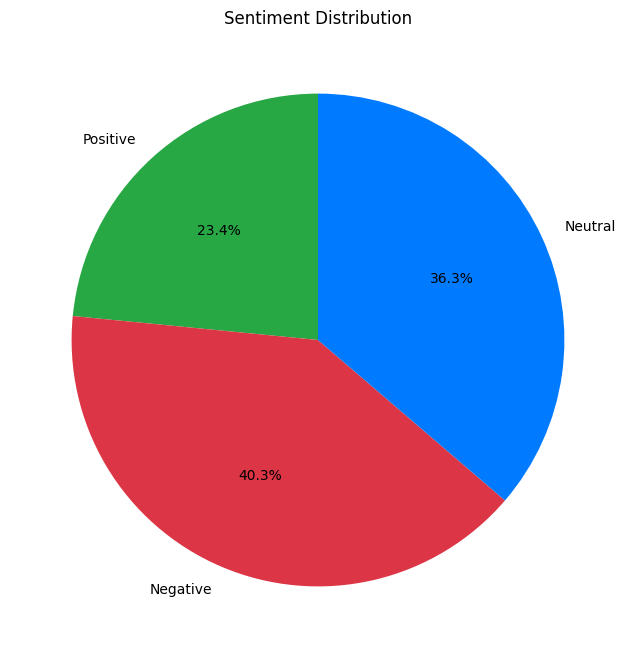 Sentiment Distribution
Positive
Neutral
23.4%
36.3%
40.3%
Negative